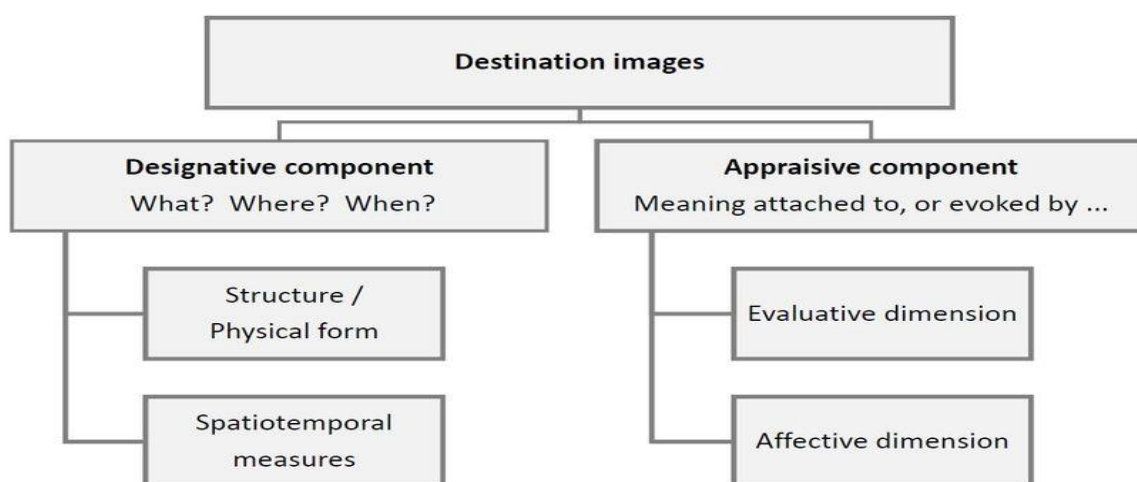 Destination images
Designative component
What? Where? When?
Structure /
Physical form
Spatiotemporal
measures
Appraisive component
Meaning attached to, or evoked by ...
Evaluative dimension
Affective dimension